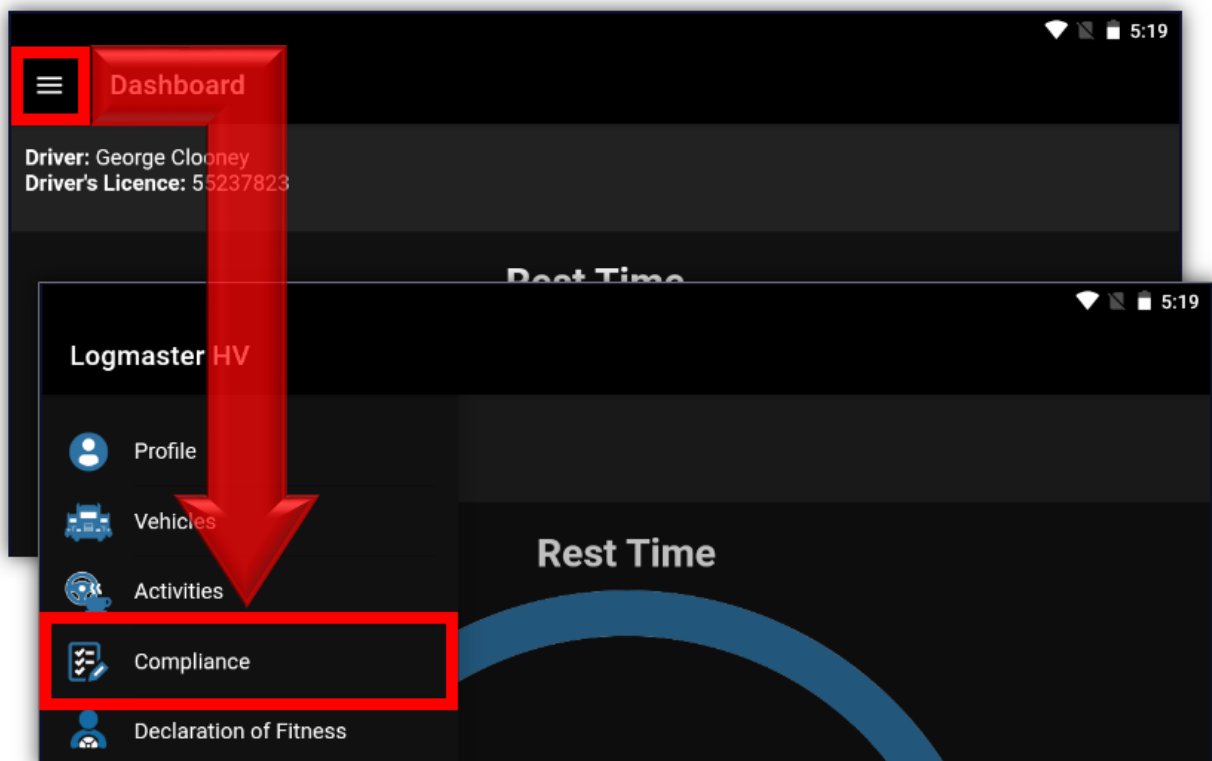 5:19
Dashboard
Driver: George Clooney
Driver's Licence: 55237823
Rest Time
5:19
Logmaster HV
Profile
Vehicles
Rest Time
Activities
Compliance
Declaration of Fitness